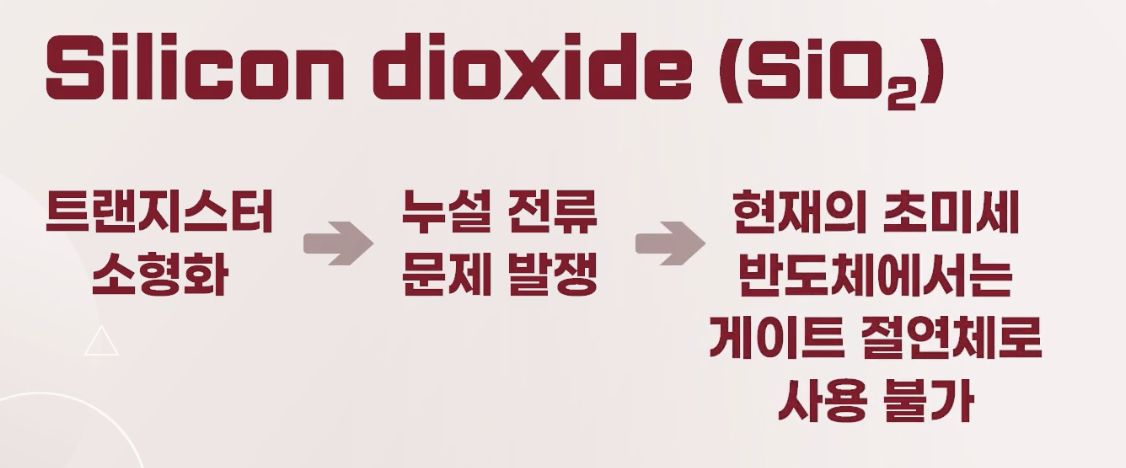 Silicon dioxide (SiO₂)
트랜지스터
소형화
누설 전류
문제 발쟁
현재의 초미세
반도체에서는
게이트 절연체로
사용 불가